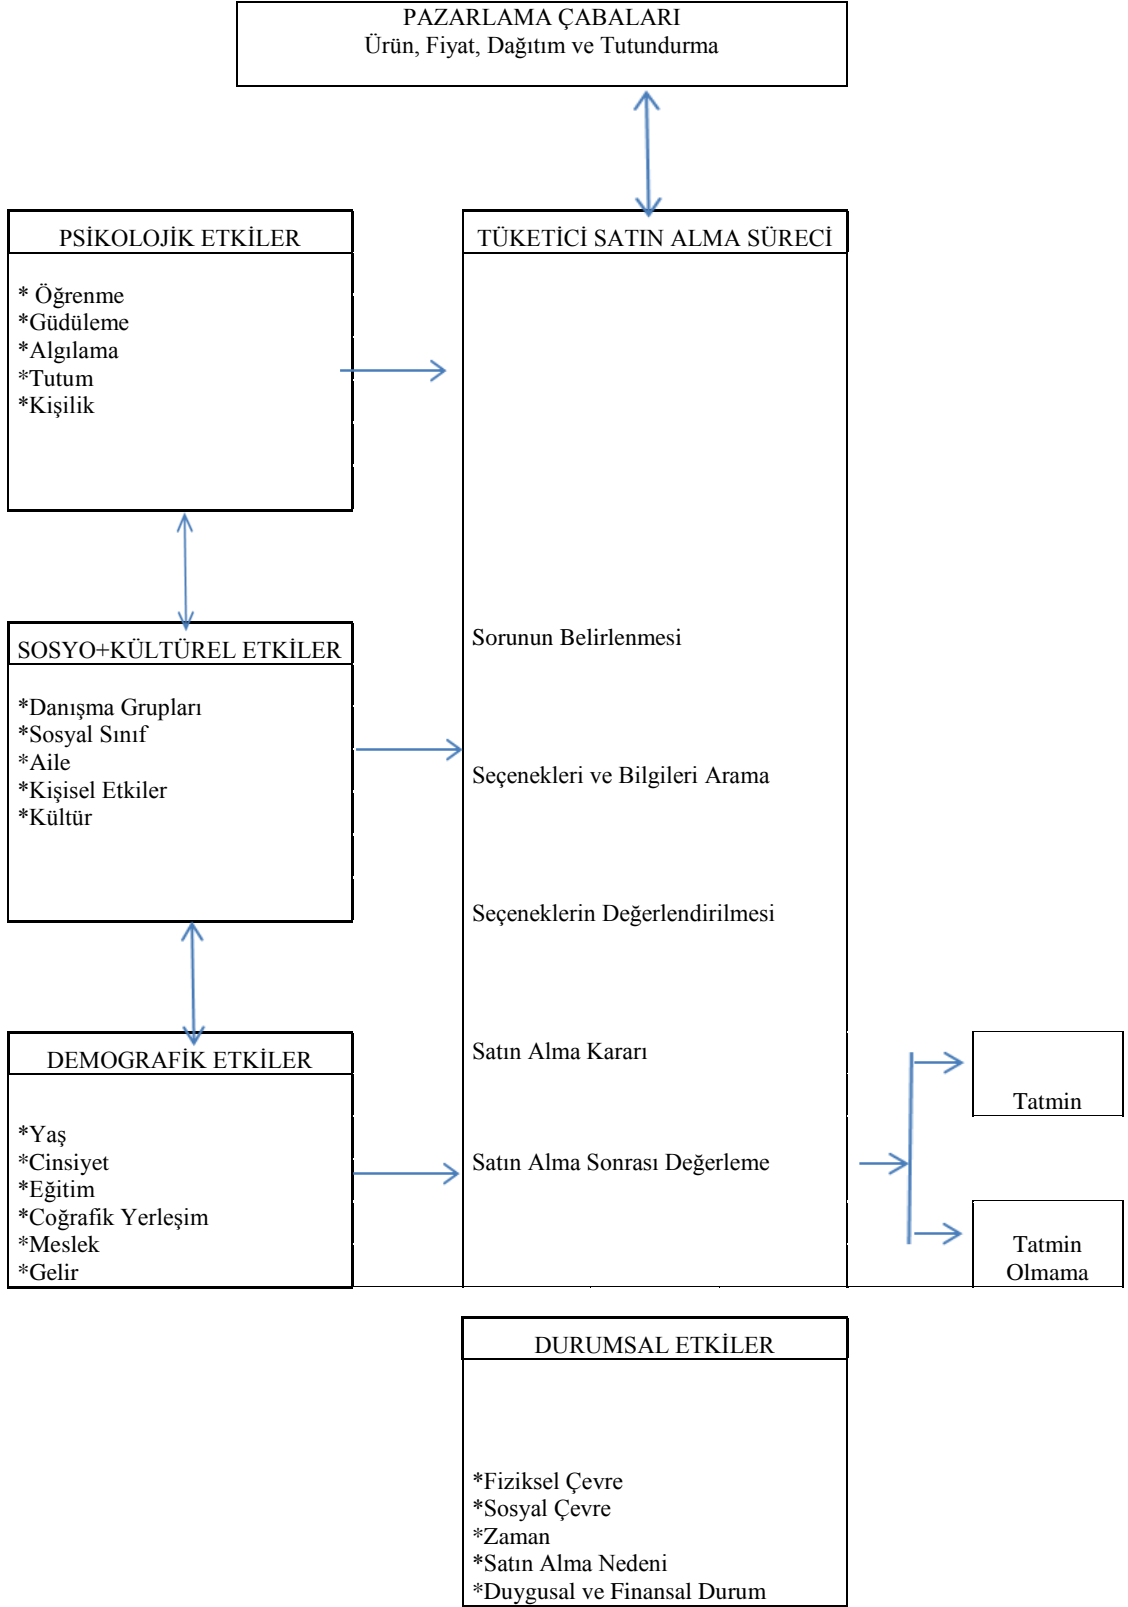 PAZARLAMA ÇABALARI
Ürün, Fiyat, Dağıtım ve Tutundurma
PSİKOLOJİK ETKİLER
* Öğrenme
*Güdüleme
*Algılama
*Tutum
*Kişilik
SOSYO+KÜLTÜREL ETKİLER
*Danışma Grupları
*Sosyal Sınıf
*Aile
*Kişisel Etkiler
*Kültür
DEMOGRAFİK ETKİLER
*Yaş
*Cinsiyet
*Eğitim
*Coğrafik Yerleşim
*Meslek
*Gelir
TÜKETİCİ SATIN ALMA SÜRECİ
Sorunun Belirlenmesi
Seçenekleri ve Bilgileri Arama
Seçeneklerin Değerlendirilmesi
Satın Alma Kararı
Satın Alma Sonrası Değerleme
Tatmin
Tatmin
Olmama
DURUMSAL ETKİLER
*Fiziksel Çevre
*Sosyal Çevre
*Zaman
*Satın Alma Nedeni
*Duygusal ve Finansal Durum